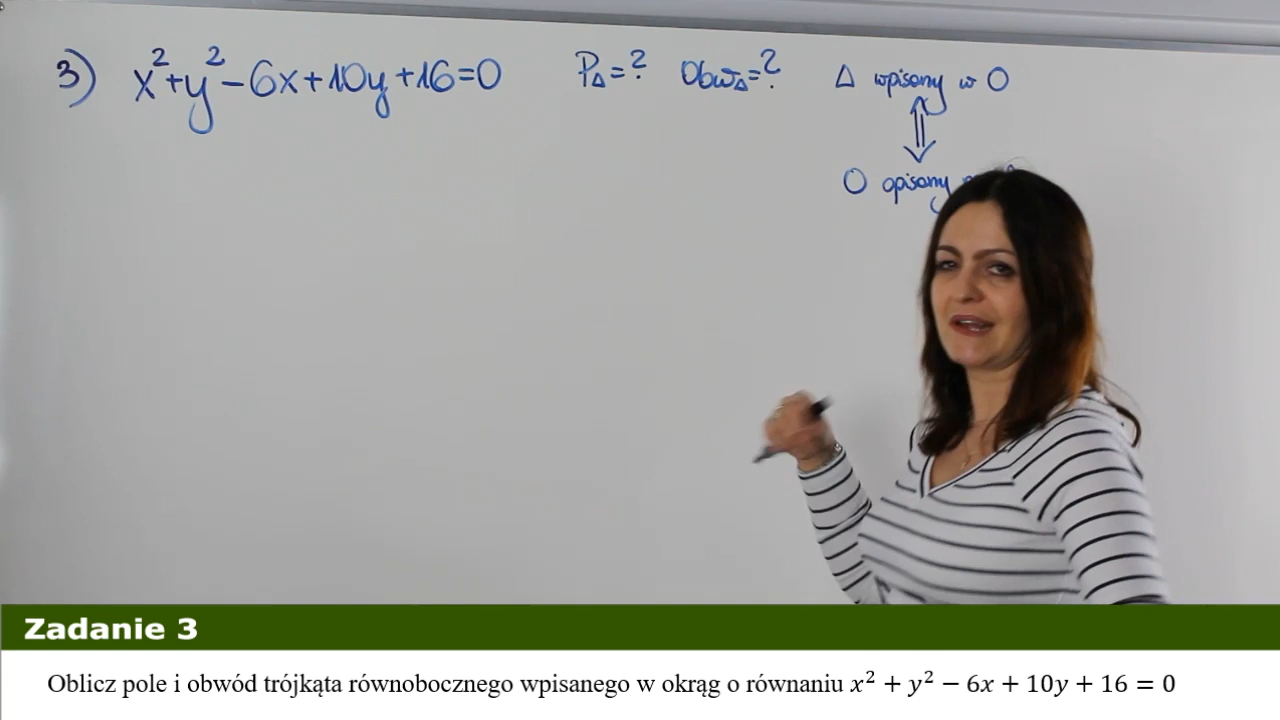 3) x²+y²-6x+10y+16=0 P△=? Obw△=? △ wpisany w O
⇕
O opisany
Zadanie 3
Oblicz pole i obwód trójkąta równobocznego wpisanego w okrąg o równaniu x² + y² − 6x + 10y + 16 = 0